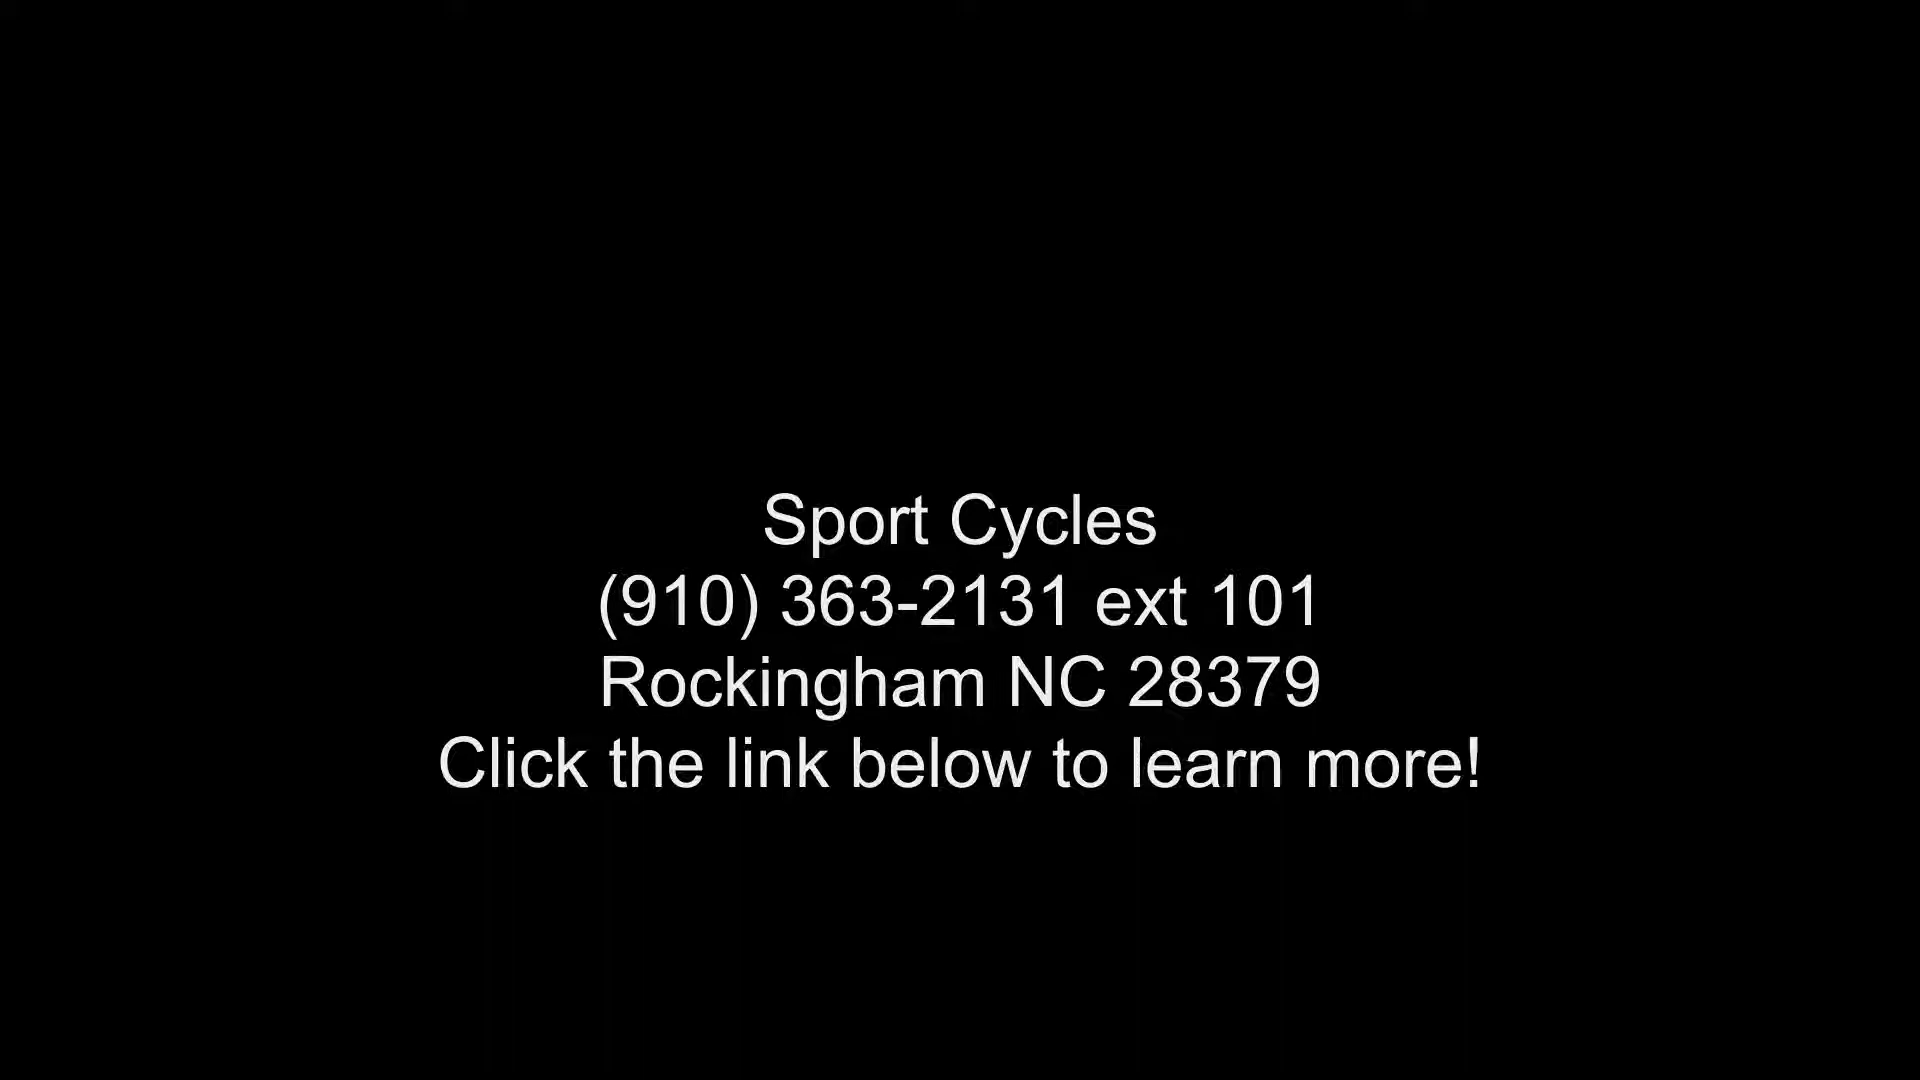 Sport Cycles
(910) 363-2131 ext 101
Rockingham NC 28379
Click the link below to learn more!